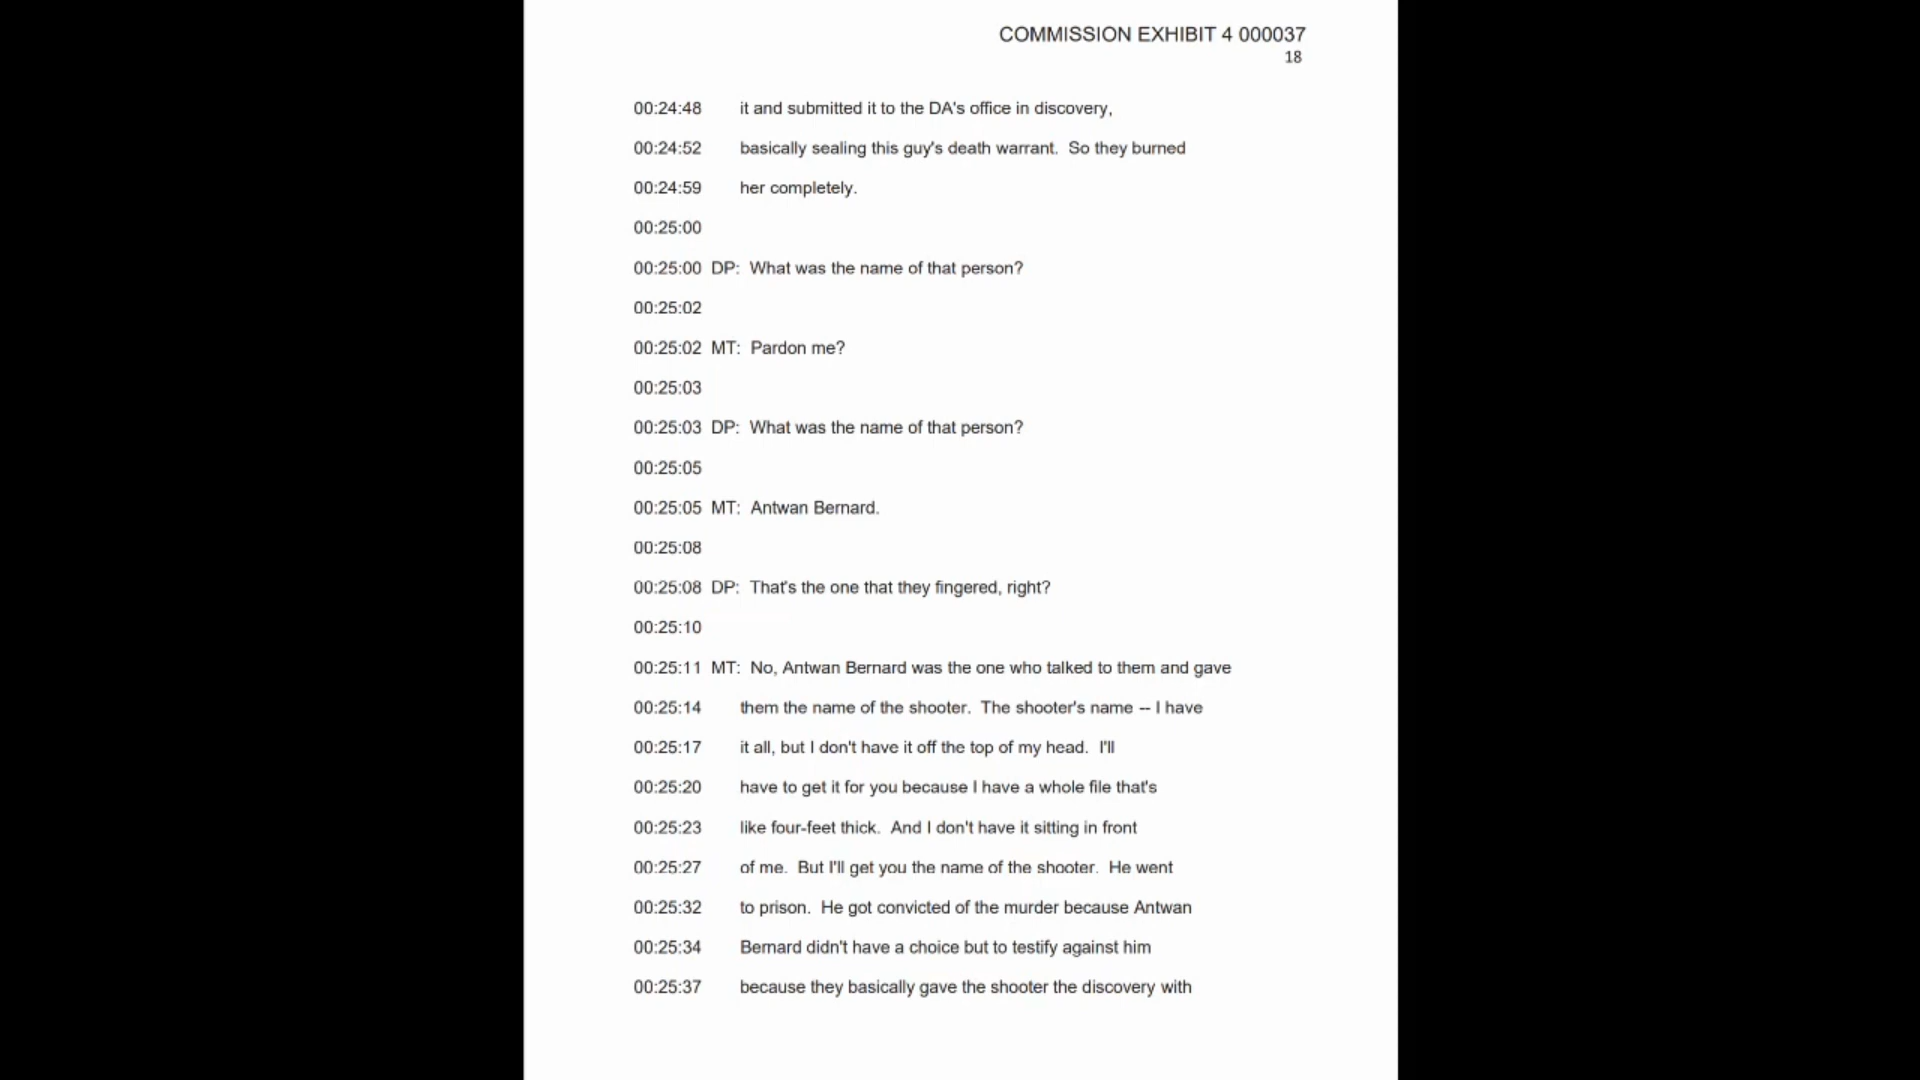 COMMISSION EXHIBIT 4 000037
18
00:24:48 it and submitted it to the DA's office in discovery,
00:24:52 basically sealing this guy's death warrant.  So they burned
00:24:59 her completely.
00:25:00
00:25:00 DP:  What was the name of that person?
00:25:02
00:25:02 MT:  Pardon me?
00:25:03
00:25:03 DP:  What was the name of that person?
00:25:05
00:25:05 MT:  Antwan Bernard.
00:25:08
00:25:08 DP:  That's the one that they fingered, right?
00:25:10
00:25:11 MT:  No, Antwan Bernard was the one who talked to them and gave
00:25:14 them the name of the shooter.  The shooter's name -- I have
00:25:17 it all, but I don't have it off the top of my head.  I'll
00:25:20 have to get it for you because I have a whole file that's
00:25:23 like four-feet thick.  And I don't have it sitting in front
00:25:27 of me.  But I'll get you the name of the shooter.  He went
00:25:32 to prison.  He got convicted of the murder because Antwan
00:25:34 Bernard didn't have a choice but to testify against him
00:25:37 because they basically gave the shooter the discovery with